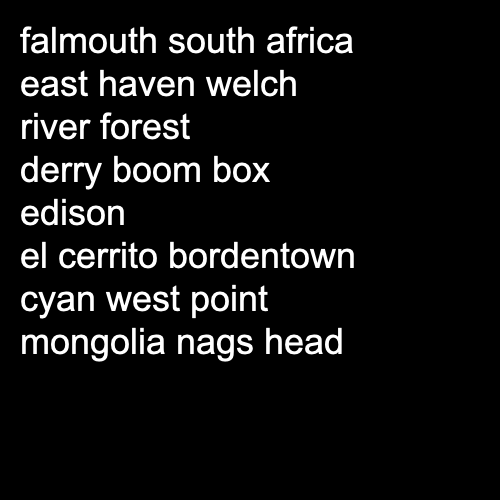 falmouth south africa
east haven welch
river forest
derry boom box
edison
el cerrito bordentown
cyan west point
mongolia nags head